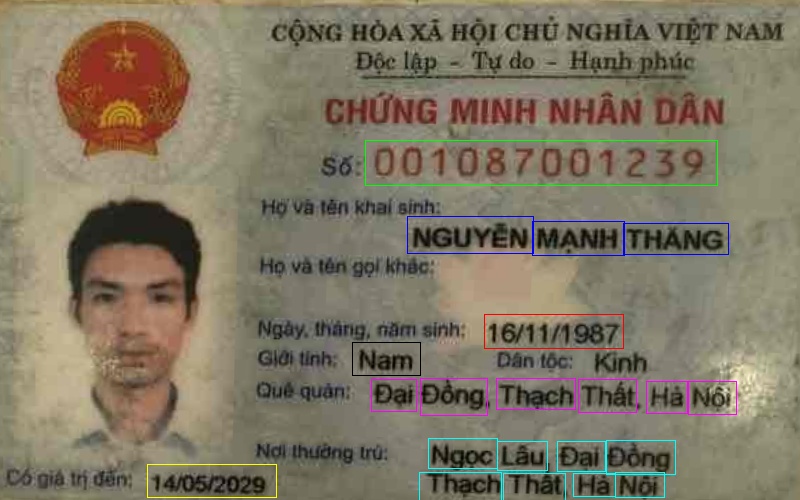 CỘNG HÒA XÃ HỘI CHỦ NGHĨA VIỆT NAM
Độc lập - Tự do - Hạnh phúc
CHỨNG MINH NHÂN DÂN
Số: 001087001239
Họ và tên khai sinh:
NGUYỄN MẠNH THẮNG
Họ và tên gọi khác:
Ngày, tháng, năm sinh: 16/11/1987
Giới tính: Nam Dân tộc: Kinh
Quê quán: Đại Đồng, Thạch Thất, Hà Nội
Nơi thường trú: Ngọc Lâu, Đại Đồng
Thạch Thất, Hà Nội
Có giá trị đến: 14/05/2029